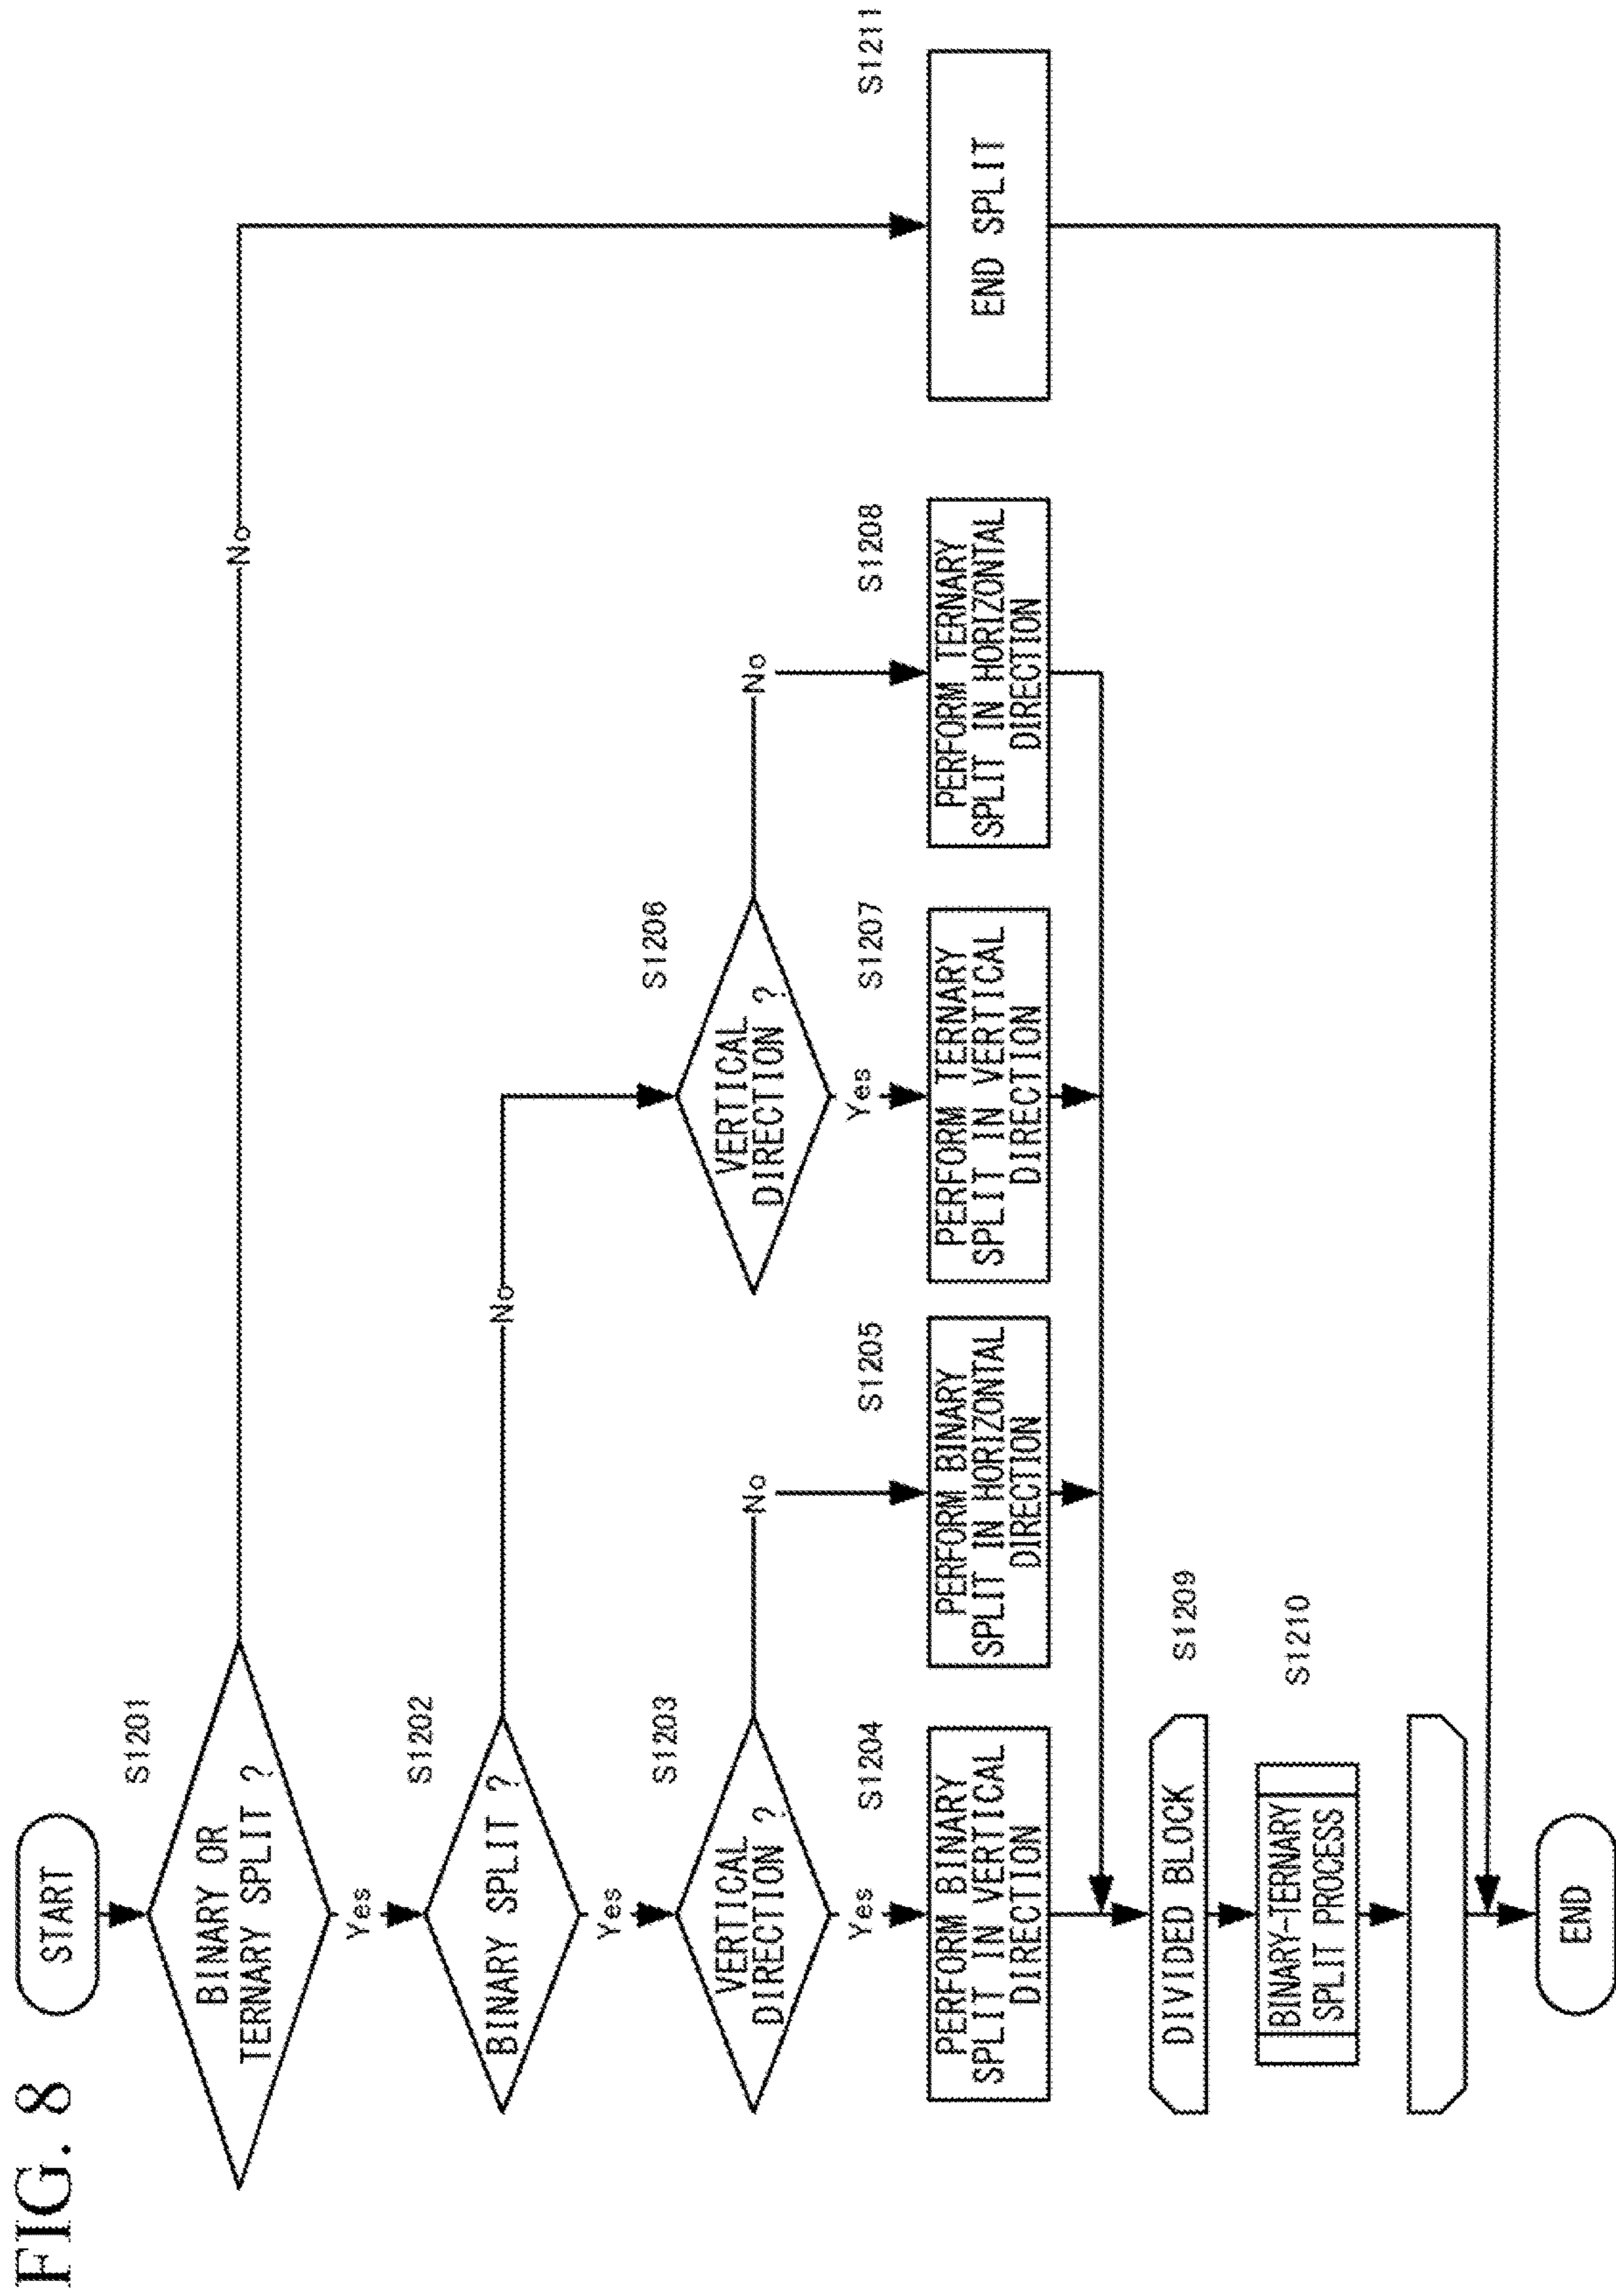 FIG. 8
START
S1201
BINARY OR
TERNARY SPLIT ?
No
Yes
S1202
BINARY SPLIT ?
No
Yes
S1203
VERTICAL
DIRECTION ?
No
Yes
S1206
VERTICAL
DIRECTION ?
No
Yes
S1204
PERFORM BINARY
SPLIT IN VERTICAL
DIRECTION
S1205
PERFORM BINARY
SPLIT IN HORIZONTAL
DIRECTION
S1207
PERFORM TERNARY
SPLIT IN VERTICAL
DIRECTION
S1208
PERFORM TERNARY
SPLIT IN HORIZONTAL
DIRECTION
S1211
END SPLIT
S1209
DIVIDED BLOCK
S1210
BINARY-TERNARY
SPLIT PROCESS
END